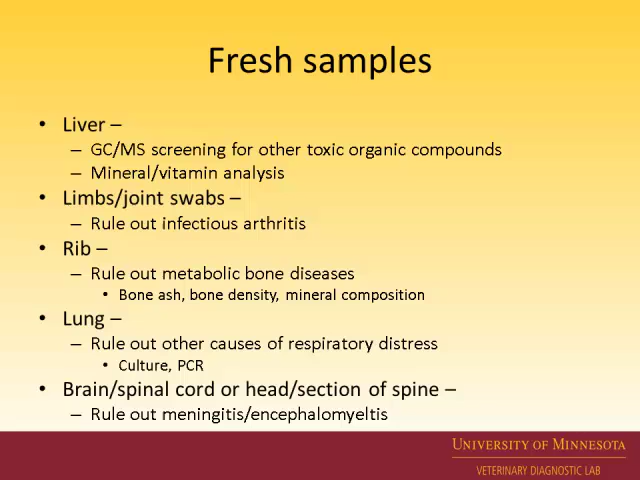 Fresh samples
• Liver –
– GC/MS screening for other toxic organic compounds
– Mineral/vitamin analysis
• Limbs/joint swabs –
– Rule out infectious arthritis
• Rib –
– Rule out metabolic bone diseases
• Bone ash, bone density, mineral composition
• Lung –
– Rule out other causes of respiratory distress
• Culture, PCR
• Brain/spinal cord or head/section of spine –
– Rule out meningitis/encephalomyeltis
UNIVERSITY OF MINNESOTA
VETERINARY DIAGNOSTIC LAB